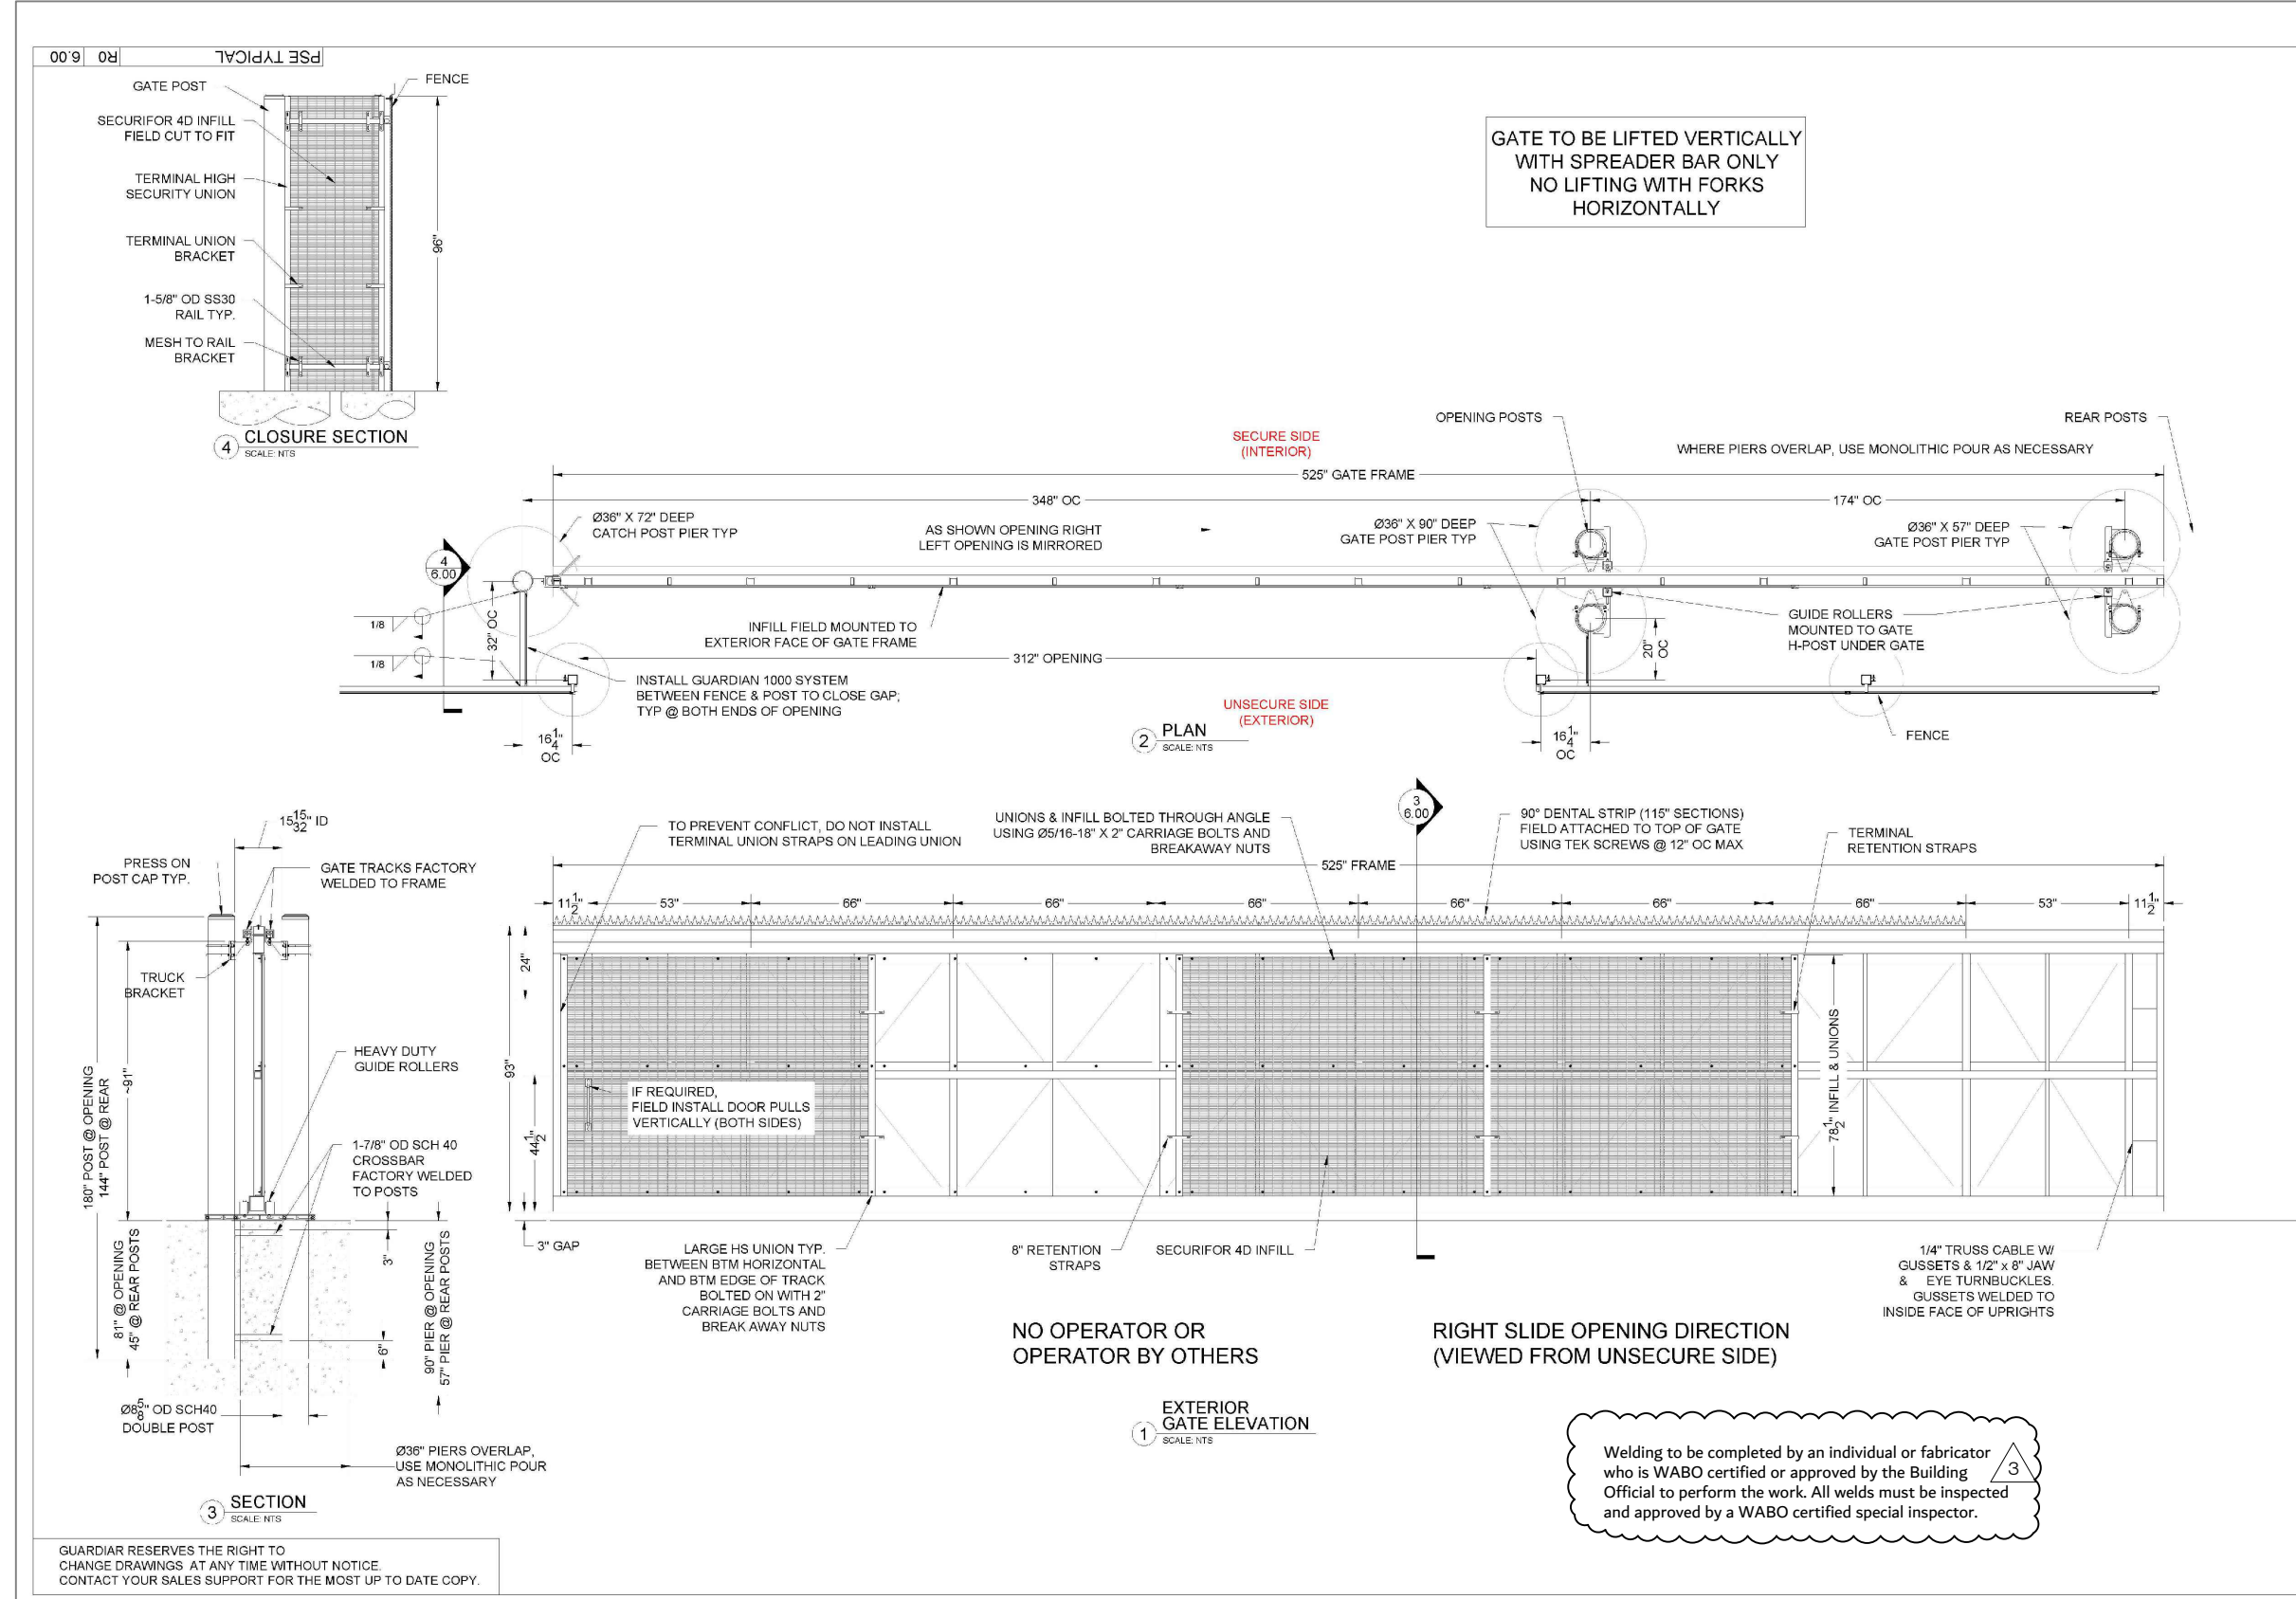 PSE TYPICAL R0 6.00
GATE POST
FENCE
SECURIFOR 4D INFILL
FIELD CUT TO FIT
TERMINAL HIGH
SECURITY UNION
TERMINAL UNION
BRACKET
1-5/8" OD SS30
RAIL TYP.
MESH TO RAIL
BRACKET
96"
4 CLOSURE SECTION
SCALE: NTS
GATE TO BE LIFTED VERTICALLY
WITH SPREADER BAR ONLY
NO LIFTING WITH FORKS
HORIZONTALLY
SECURE SIDE
(INTERIOR)
OPENING POSTS
REAR POSTS
WHERE PIERS OVERLAP, USE MONOLITHIC POUR AS NECESSARY
525" GATE FRAME
348" OC
174" OC
Ø36" X 72" DEEP
CATCH POST PIER TYP
AS SHOWN OPENING RIGHT
LEFT OPENING IS MIRRORED
Ø36" X 90" DEEP
GATE POST PIER TYP
Ø36" X 57" DEEP
GATE POST PIER TYP
4
6.00
1/8
1/8
32" OC
INFILL FIELD MOUNTED TO
EXTERIOR FACE OF GATE FRAME
312" OPENING
20"
OC
GUIDE ROLLERS
MOUNTED TO GATE
H-POST UNDER GATE
INSTALL GUARDIAN 1000 SYSTEM
BETWEEN FENCE & POST TO CLOSE GAP;
TYP @ BOTH ENDS OF OPENING
UNSECURE SIDE
(EXTERIOR)
16 1/4"
OC
2 PLAN
SCALE: NTS
16 1/4"
OC
FENCE
15 15/32" ID
PRESS ON
POST CAP TYP.
GATE TRACKS FACTORY
WELDED TO FRAME
TRUCK
BRACKET
HEAVY DUTY
GUIDE ROLLERS
1-7/8" OD SCH 40
CROSSBAR
FACTORY WELDED
TO POSTS
180" POST @ OPENING
144" POST @ REAR
~91"
81" @ OPENING
45" @ REAR POSTS
3"
6"
90" PIER @ OPENING
57" PIER @ REAR POSTS
Ø8 5/8" OD SCH40
DOUBLE POST
Ø36" PIERS OVERLAP,
USE MONOLITHIC POUR
AS NECESSARY
3 SECTION
SCALE: NTS
TO PREVENT CONFLICT, DO NOT INSTALL
TERMINAL UNION STRAPS ON LEADING UNION
UNIONS & INFILL BOLTED THROUGH ANGLE
USING Ø5/16-18" X 2" CARRIAGE BOLTS AND
BREAKAWAY NUTS
3
6.00
90° DENTAL STRIP (115" SECTIONS)
FIELD ATTACHED TO TOP OF GATE
USING TEK SCREWS @ 12" OC MAX
TERMINAL
RETENTION STRAPS
525" FRAME
11 1/2" 53" 66" 66" 66" 66" 66" 66" 53" 11 1/2"
24"
93"
44 1/2"
3" GAP
IF REQUIRED,
FIELD INSTALL DOOR PULLS
VERTICALLY (BOTH SIDES)
78 1/2" INFILL & UNIONS
LARGE HS UNION TYP.
BETWEEN BTM HORIZONTAL
AND BTM EDGE OF TRACK
BOLTED ON WITH 2"
CARRIAGE BOLTS AND
BREAK AWAY NUTS
8" RETENTION
STRAPS
SECURIFOR 4D INFILL
1/4" TRUSS CABLE W/
GUSSETS & 1/2" x 8" JAW
& EYE TURNBUCKLES.
GUSSETS WELDED TO
INSIDE FACE OF UPRIGHTS
NO OPERATOR OR
OPERATOR BY OTHERS
RIGHT SLIDE OPENING DIRECTION
(VIEWED FROM UNSECURE SIDE)
EXTERIOR
1 GATE ELEVATION
SCALE: NTS
Welding to be completed by an individual or fabricator
who is WABO certified or approved by the Building
Official to perform the work. All welds must be inspected
and approved by a WABO certified special inspector.
3
GUARDIAR RESERVES THE RIGHT TO
CHANGE DRAWINGS AT ANY TIME WITHOUT NOTICE.
CONTACT YOUR SALES SUPPORT FOR THE MOST UP TO DATE COPY.